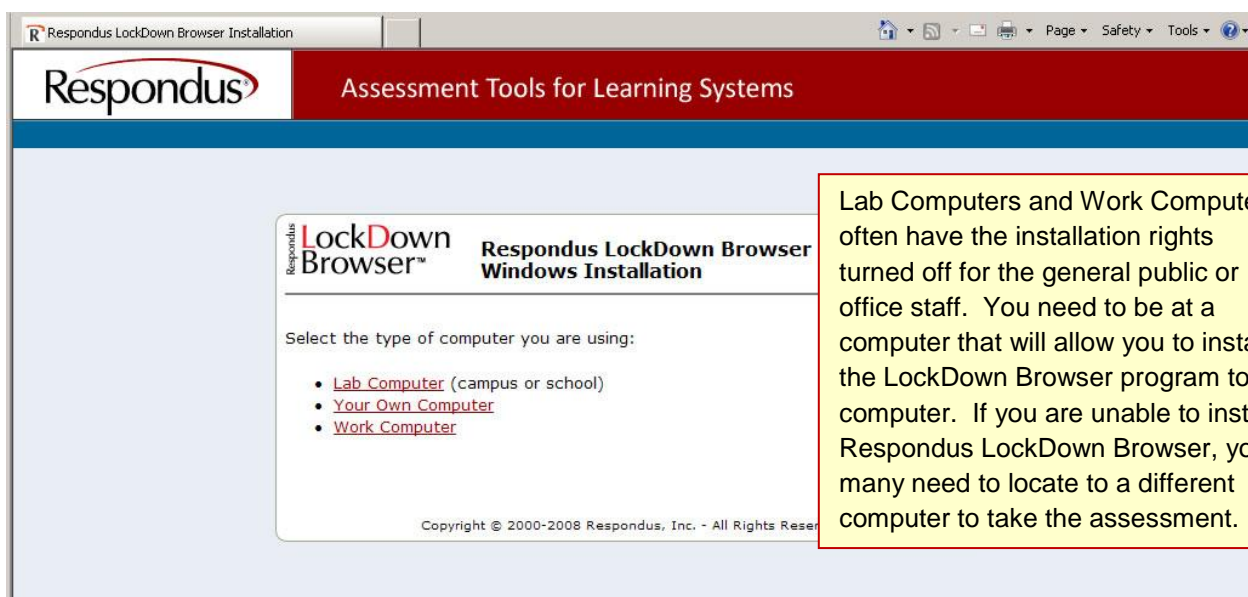 Respondus LockDown Browser Installation
Page Safety Tools
Respondus
Assessment Tools for Learning Systems
Respondus LockDown Browser™
Respondus LockDown Browser
Windows Installation
Select the type of computer you are using:
• Lab Computer (campus or school)
• Your Own Computer
• Work Computer
Copyright © 2000-2008 Respondus, Inc. - All Rights
Lab Computers and Work
often have the installation rights
turned off for the general public or
office staff. You need to be at a
computer that will allow you to
the LockDown Browser program to
computer. If you are unable to
Respondus LockDown Browser,
many need to locate to a different
computer to take the assessment.